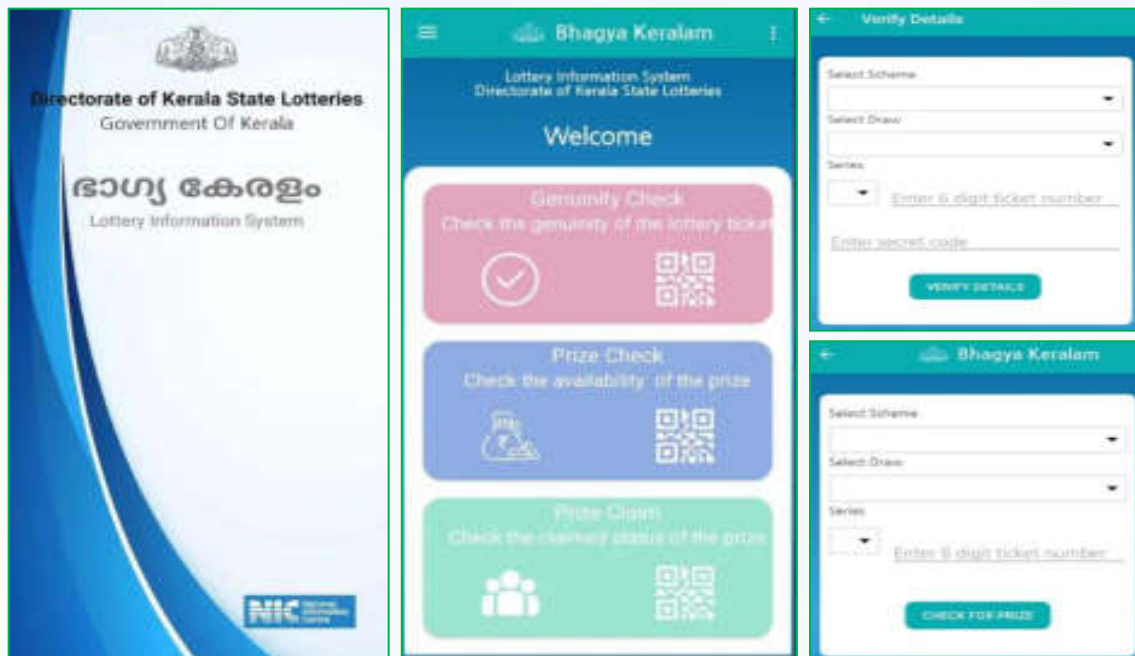 Directorate of Kerala State Lotteries
Government Of Kerala
ഭാഗ്യ കേരളം
Lottery Information System
NIC National
Informatics
Centre
Bhagya Keralam
Lottery Information System
Directorate of Kerala State Lotteries
Welcome
Genuinity Check
Check the genuinity of the lottery ticket
Prize Check
Check the availability of the prize
Prize Claim
Check the claimed status of the prize
Verify Details
Select Scheme
Select Draw
Series
Enter 6 digit ticket number
Enter secret code
VERIFY DETAILS
Bhagya Keralam
Select Scheme
Select Draw
Series
Enter 6 digit ticket number
CHECK FOR PRIZE